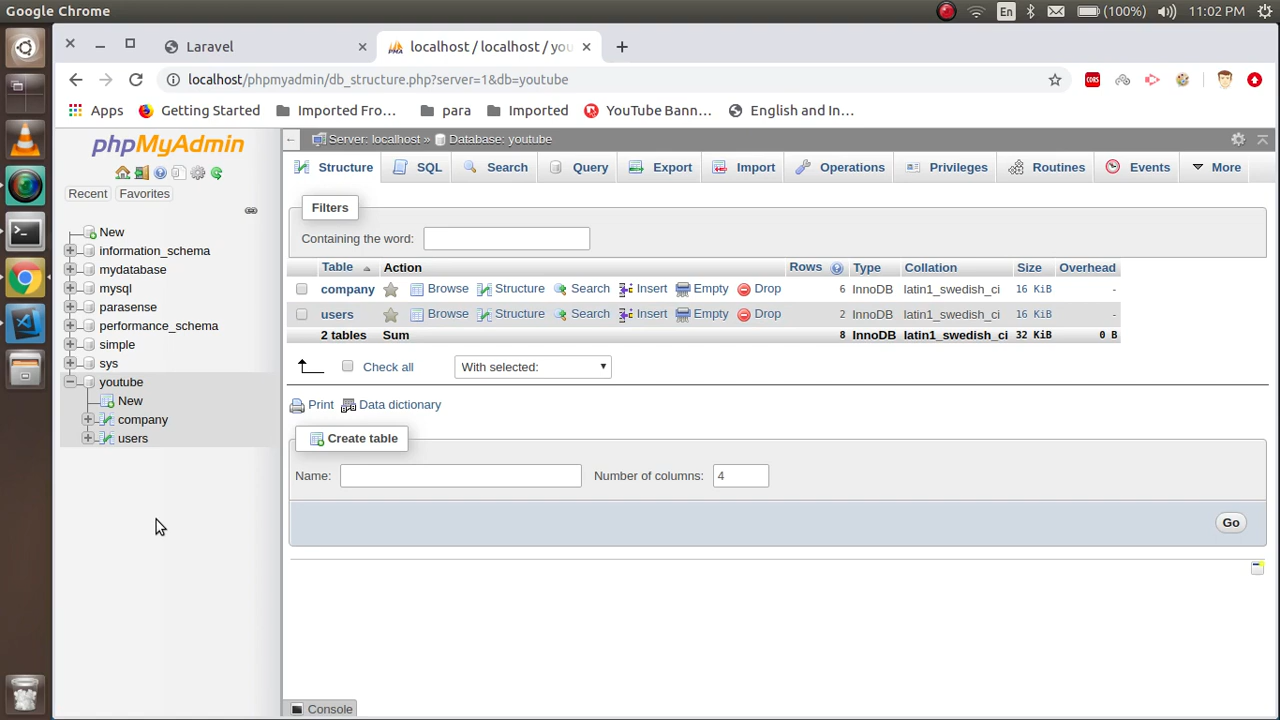 Google Chrome En (100%) 11:02 PM
Laravel localhost / localhost / you
localhost/phpmyadmin/db_structure.php?server=1&db=youtube CORS
Apps Getting Started Imported Fro... para Imported YouTube Bann... English and In...
phpMyAdmin
Recent Favorites
New
information_schema
mydatabase
mysql
parasense
performance_schema
simple
sys
youtube
New
company
users
Server: localhost » Database: youtube
Structure SQL Search Query Export Import Operations Privileges Routines Events More
Filters
Containing the word:
Table Action Rows Type Collation Size Overhead
company Browse Structure Search Insert Empty Drop 6 InnoDB latin1_swedish_ci 16 KiB -
users Browse Structure Search Insert Empty Drop 2 InnoDB latin1_swedish_ci 16 KiB -
2 tables Sum 8 InnoDB latin1_swedish_ci 32 KiB 0 B
Check all With selected:
Print Data dictionary
Create table
Name: Number of columns: 4
Go
Console